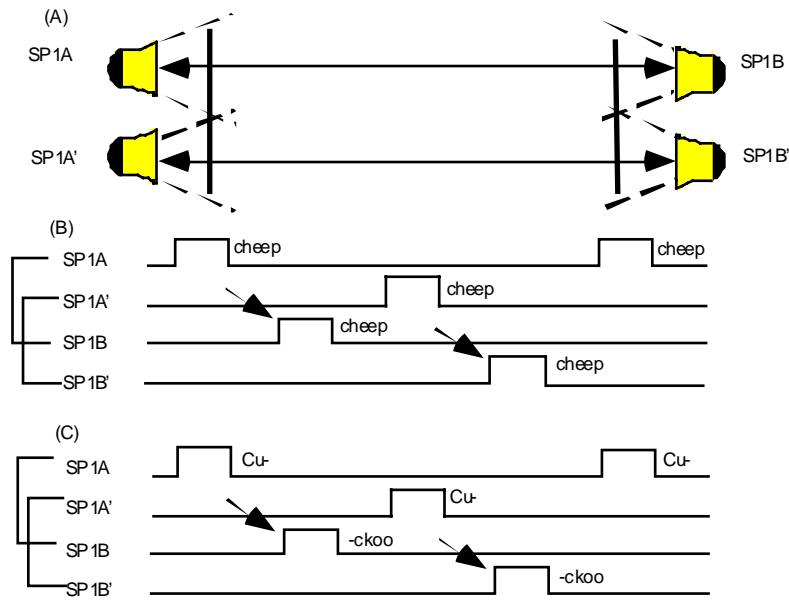 (A)
SP1A
SP1B
SP1A’
SP1B’
(B)
SP1A
cheep
cheep
SP1A’
cheep
SP1B
cheep
SP1B’
cheep
(C)
SP1A
Cu-
Cu-
SP1A’
Cu-
SP1B
-ckoo
SP1B’
-ckoo